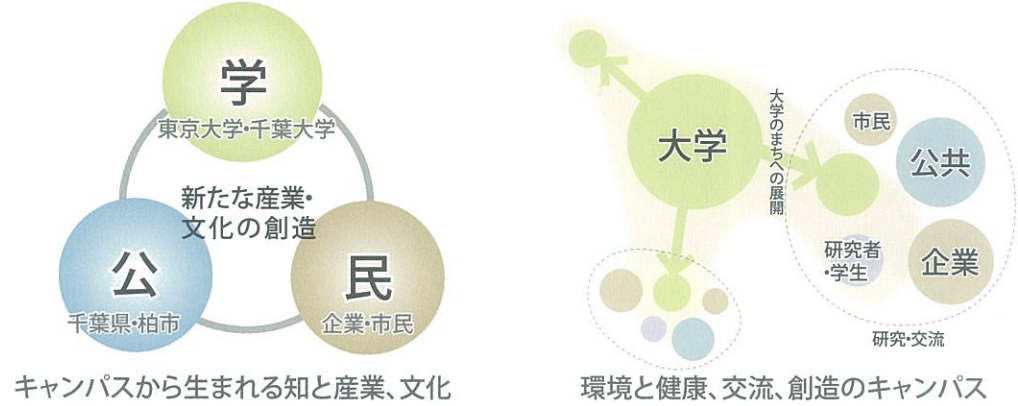 学
東京大学・千葉大学
新たな産業・
文化の創造
公
千葉県・柏市
民
企業・市民
キャンパスから生まれる知と産業、文化
大学
大学のまちへの展開
市民
公共
研究者
・学生
企業
研究・交流
環境と健康、交流、創造のキャンパス